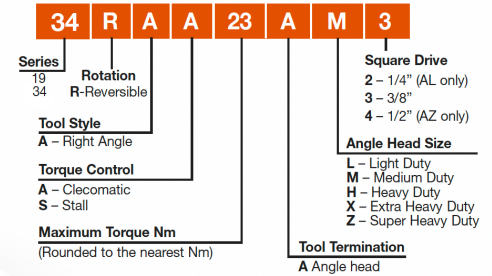 34 R A A 23 A M 3
Series
19
34
Rotation
R-Reversible
Tool Style
A – Right Angle
Torque Control
A – Clecomatic
S – Stall
Maximum Torque Nm
(Rounded to the nearest Nm)
Square Drive
2 – 1/4” (AL only)
3 – 3/8”
4 – 1/2” (AZ only)
Angle Head Size
L – Light Duty
M – Medium Duty
H – Heavy Duty
X – Extra Heavy Duty
Z – Super Heavy Duty
Tool Termination
A Angle head